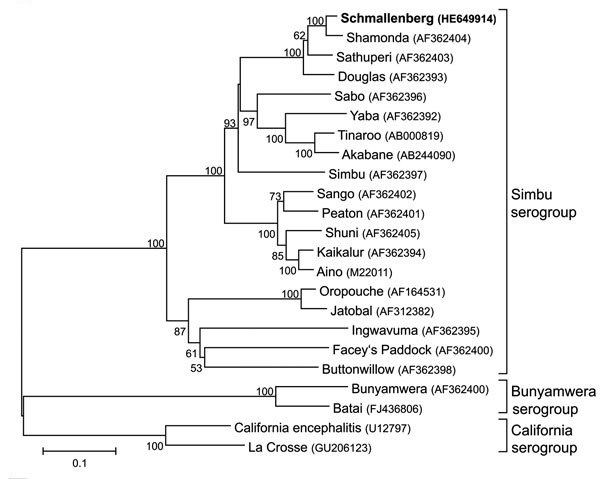 100
Schmallenberg (HE649914)
62
Shamonda (AF362404)
100
Sathuperi (AF362403)
Douglas (AF362393)
Sabo (AF362396)
93
97
Yaba (AF362392)
100
Tinaroo (AB000819)
100
Akabane (AB244090)
100
Simbu (AF362397)
73
Sango (AF362402)
Peaton (AF362401)
100
Shuni (AF362405)
85
Kaikalur (AF362394)
100
Aino (M22011)
Simbu
serogroup
100
100
Oropouche (AF164531)
Jatobal (AF312382)
87
Ingwavuma (AF362395)
61
Facey's Paddock (AF362400)
53
Buttonwillow (AF362398)
100
Bunyamwera (AF362400)
Batai (FJ436806)
Bunyamwera
serogroup
California encephalitis (U12797)
100
La Crosse (GU206123)
California
serogroup
0.1